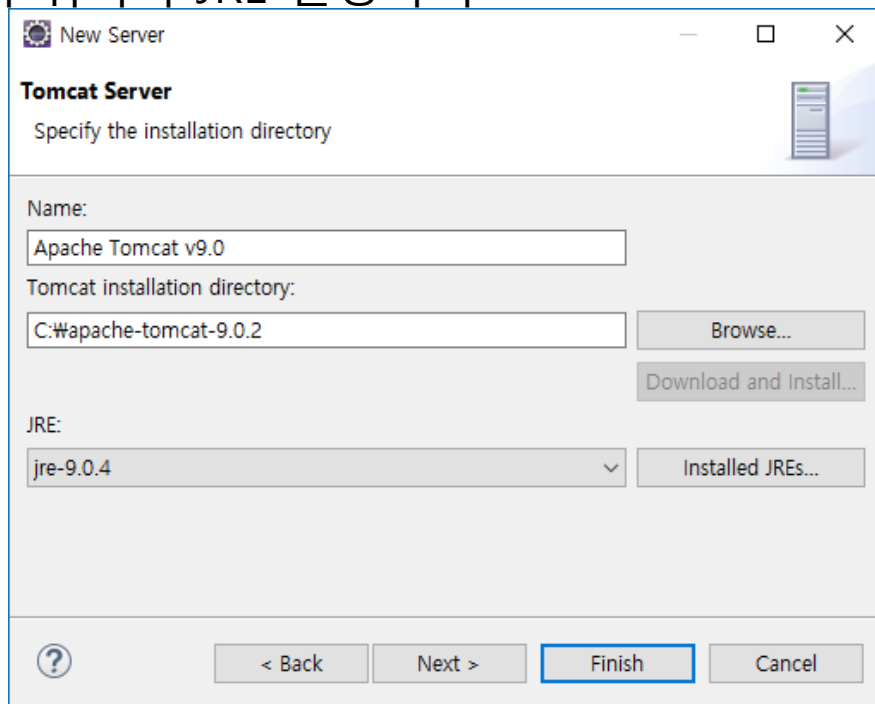 JRE
New Server
Tomcat Server
Specify the installation directory
Name:
Apache Tomcat v9.0
Tomcat installation directory:
C:₩apache-tomcat-9.0.2
Browse...
Download and Install...
JRE:
jre-9.0.4
Installed JREs...
?
< Back
Next >
Finish
Cancel